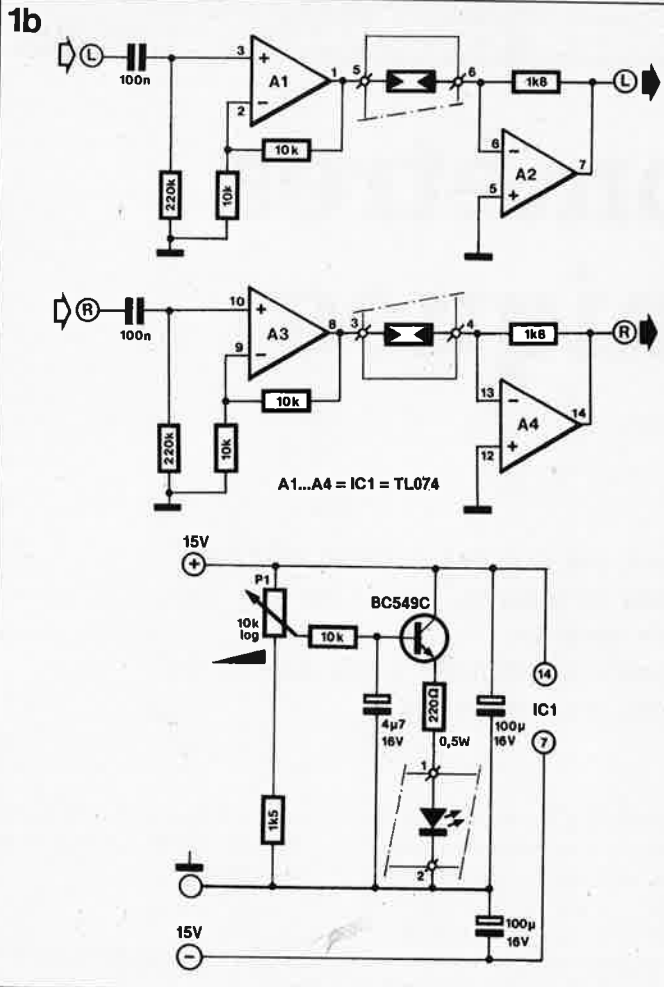 1b
L
100n
3
+
A1
1
2
−
10k
220k
10k
5
6
1k8
L
6
−
A2
7
5
+
R
100n
10
+
A3
8
9
−
10k
220k
10k
3
4
1k8
R
13
−
A4
14
12
+
A1...A4 = IC1 = TL074
15V
+
P1
10k
log
10k
BC549C
4µ7
16V
220Ω
0,5W
100µ
16V
14
IC1
7
1
2
1k5
100µ
16V
15V
−